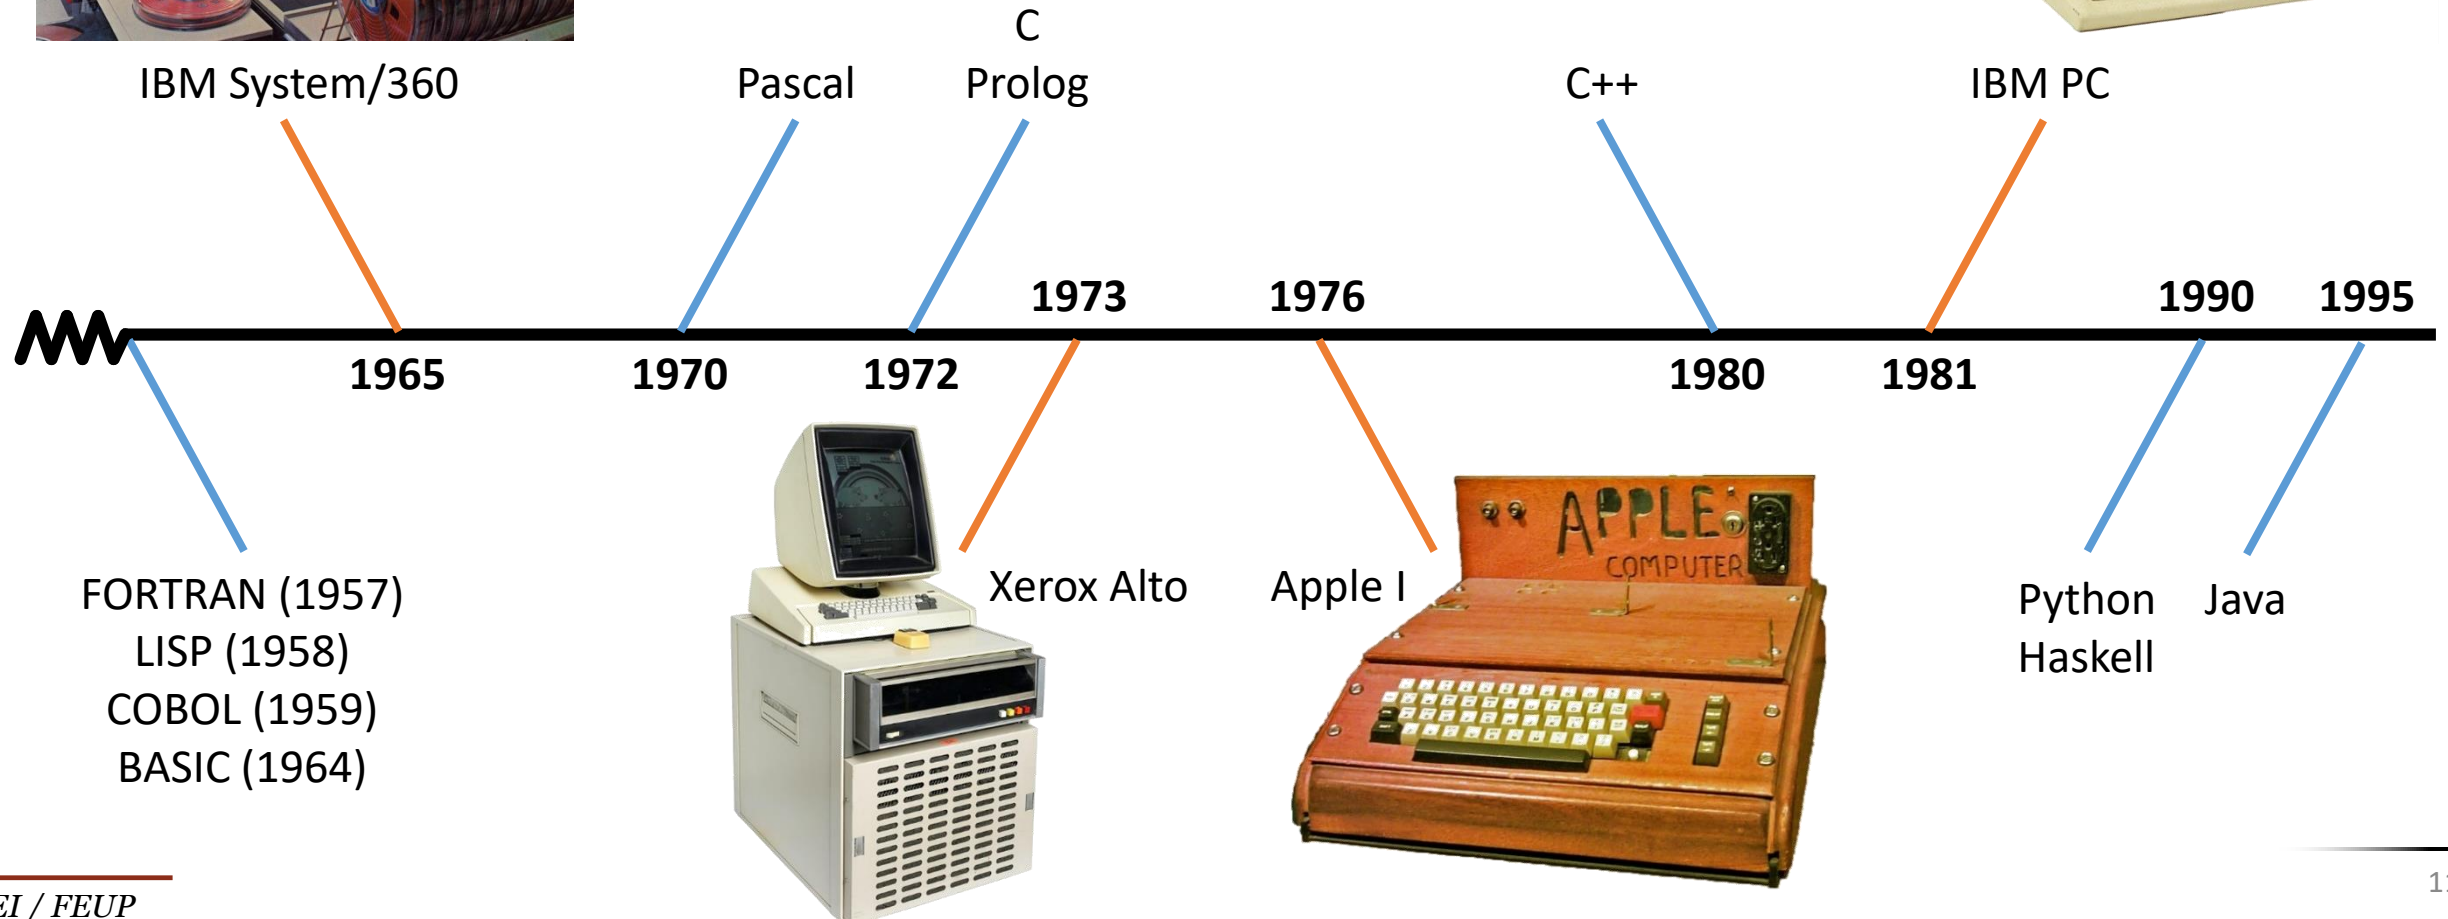 C
IBM System/360
Pascal
Prolog
C++
IBM PC
1973
1976
1990
1995
1965
1970
1972
1980
1981
APPLE
COMPUTER
Xerox Alto
Apple I
FORTRAN (1957)
LISP (1958)
COBOL (1959)
BASIC (1964)
Python
Haskell
Java
EI / FEUP